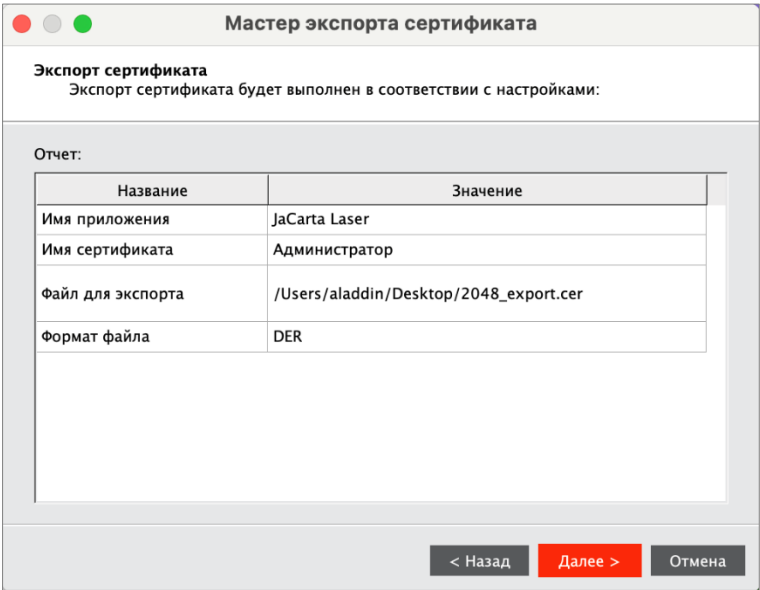 Мастер экспорта сертификата
Экспорт сертификата
Экспорт сертификата будет выполнен в соответствии с настройками:
Отчет:
Название Значение
Имя приложения JaCarta Laser
Имя сертификата Администратор
Файл для экспорта /Users/aladdin/Desktop/2048_export.cer
Формат файла DER
< Назад Далее > Отмена